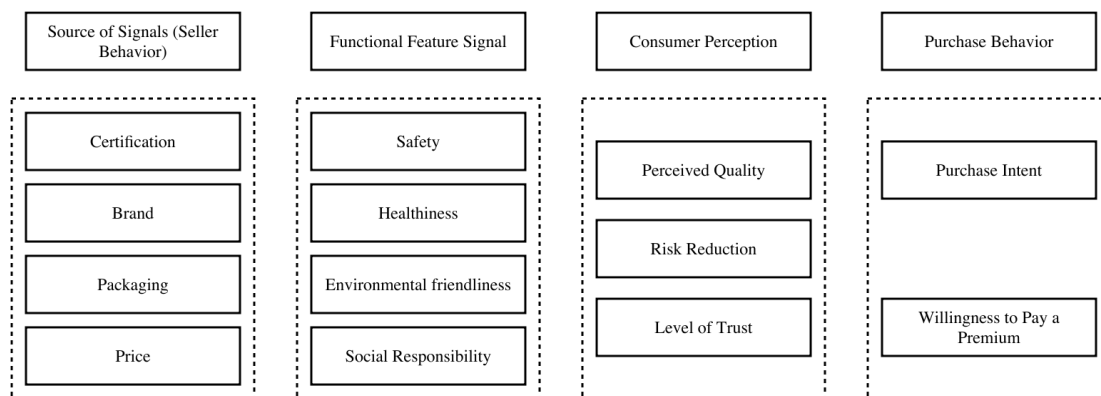 Source of Signals (Seller
Behavior)
Functional Feature Signal
Consumer Perception
Purchase Behavior
Certification
Brand
Packaging
Price
Safety
Healthiness
Environmental friendliness
Social Responsibility
Perceived Quality
Risk Reduction
Level of Trust
Purchase Intent
Willingness to Pay a
Premium